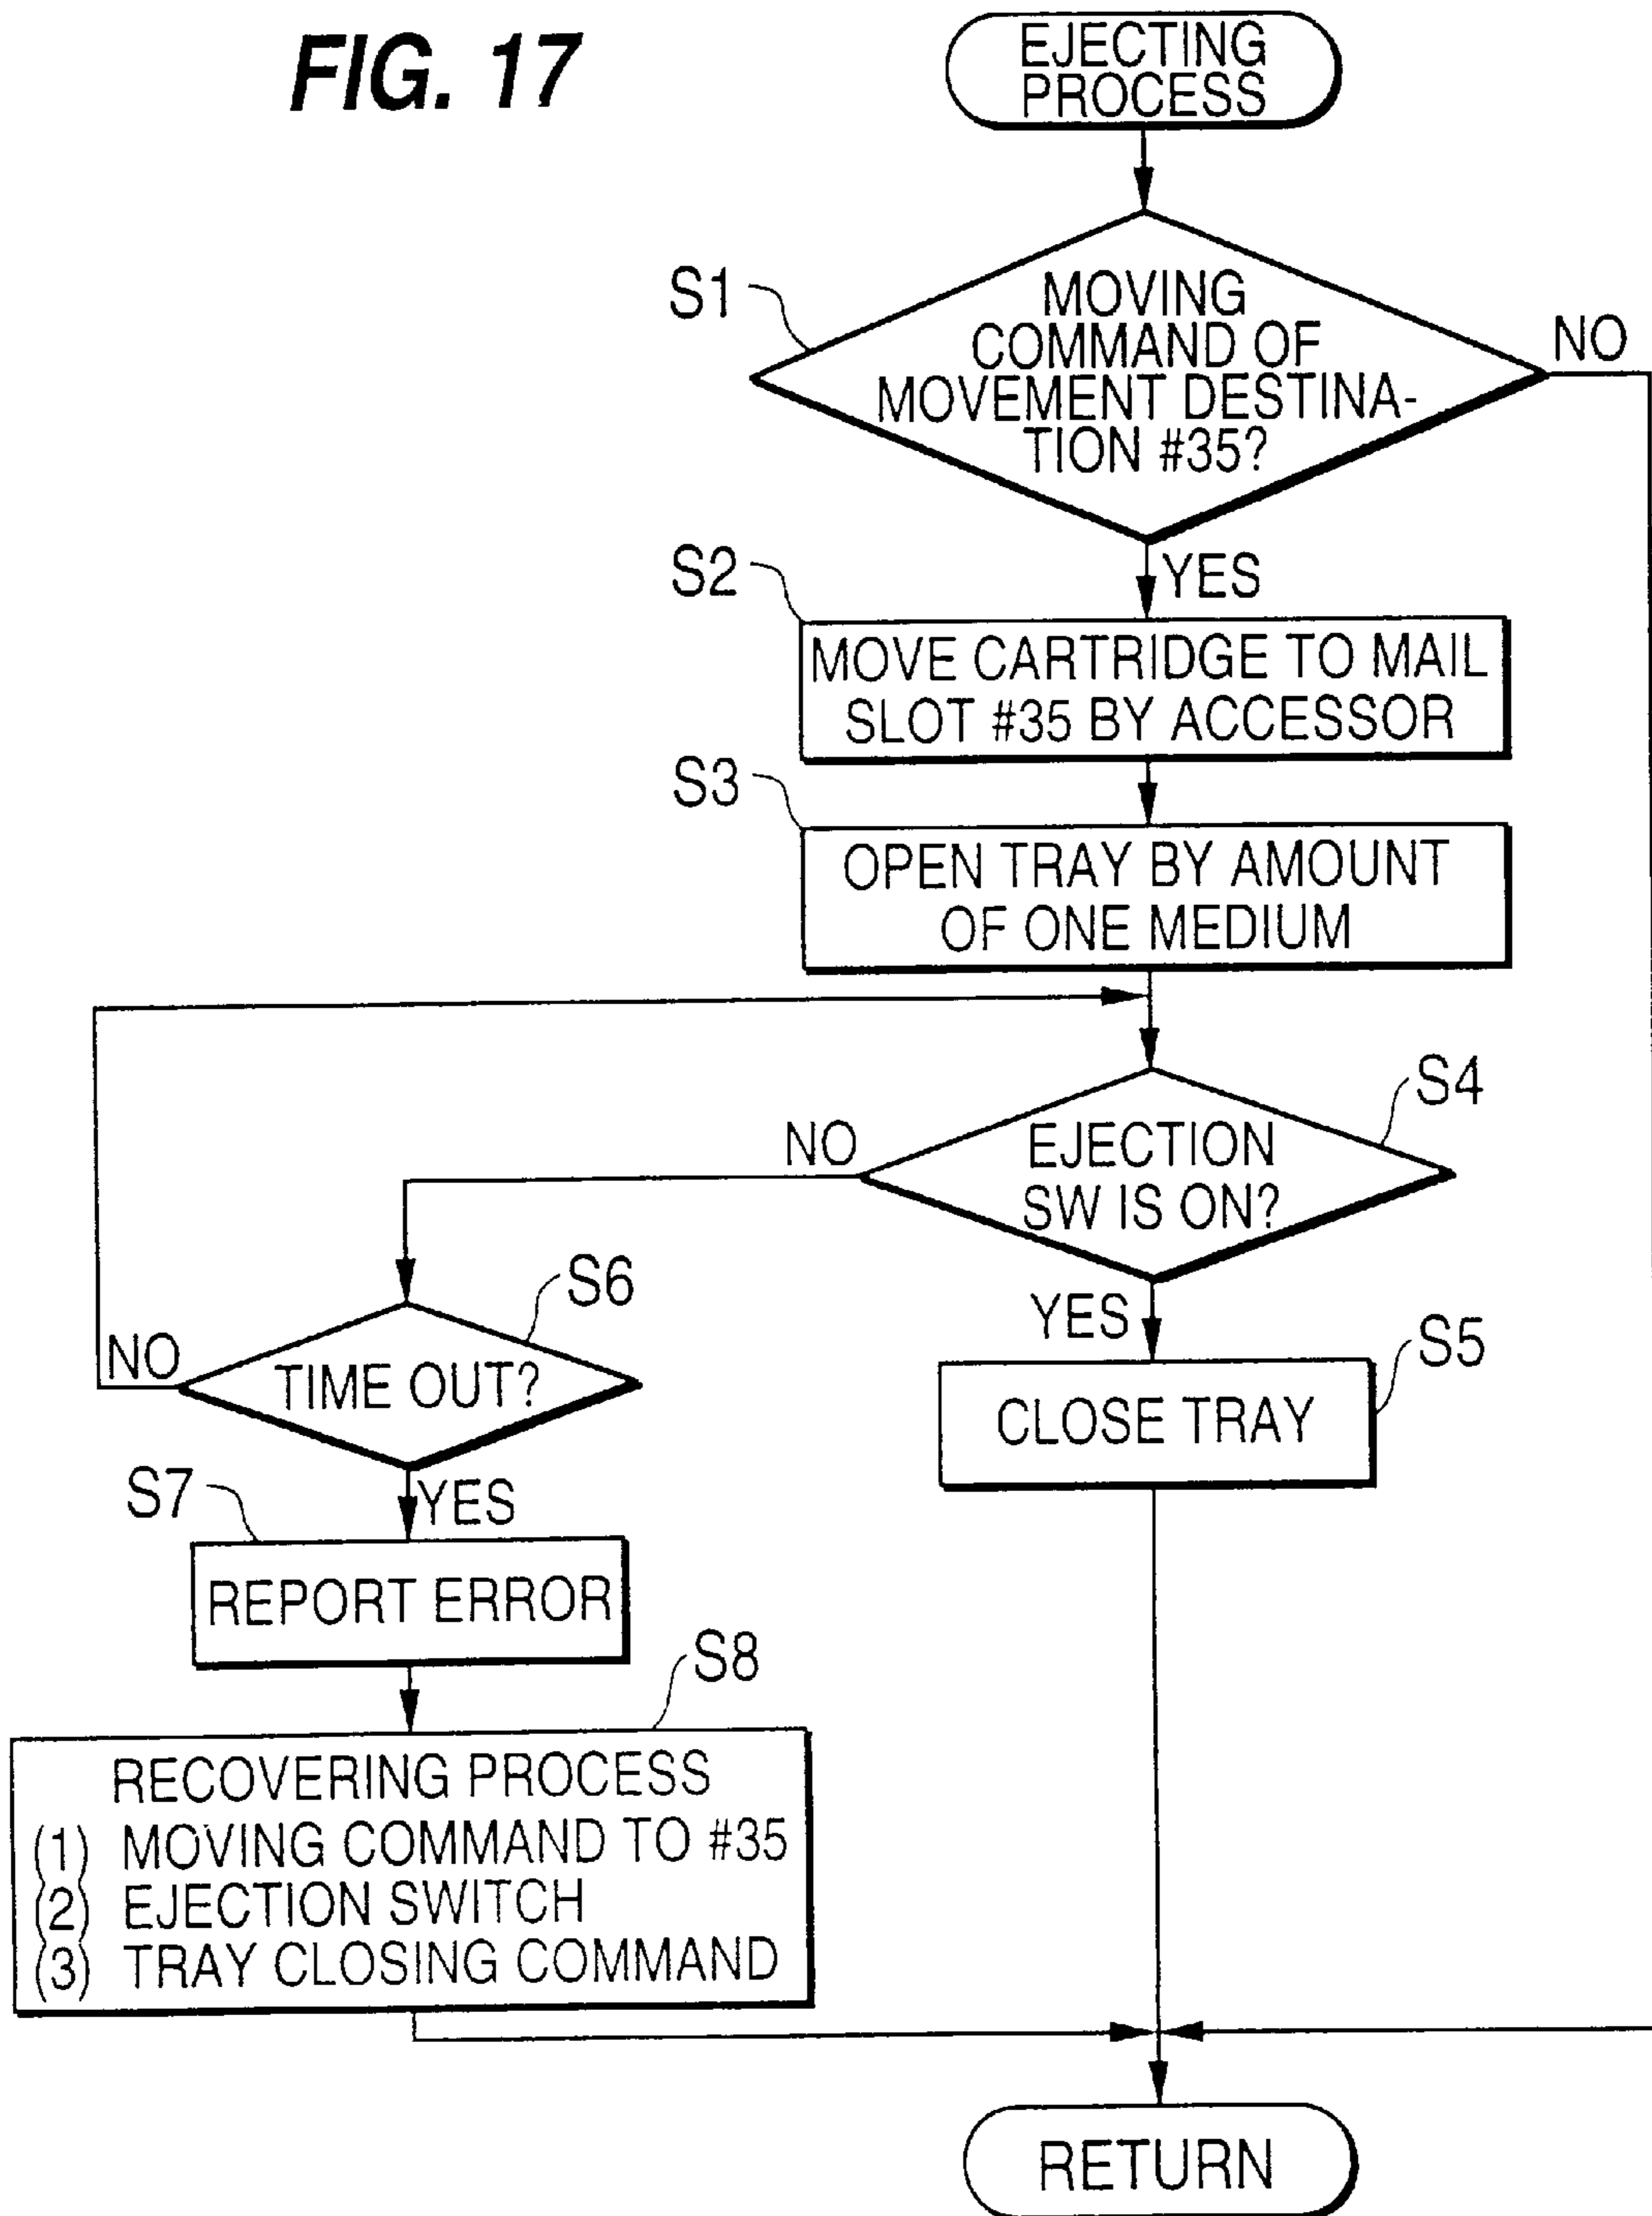 FIG. 17
EJECTING
PROCESS
S1
MOVING
COMMAND OF
MOVEMENT DESTINA-
TION #35?
NO
YES
S2
MOVE CARTRIDGE TO MAIL
SLOT #35 BY ACCESSOR
S3
OPEN TRAY BY AMOUNT
OF ONE MEDIUM
S4
EJECTION
SW IS ON?
NO
YES
S5
CLOSE TRAY
S6
TIME OUT?
NO
YES
S7
REPORT ERROR
S8
RECOVERING PROCESS
(1) MOVING COMMAND TO #35
(2) EJECTION SWITCH
(3) TRAY CLOSING COMMAND
RETURN